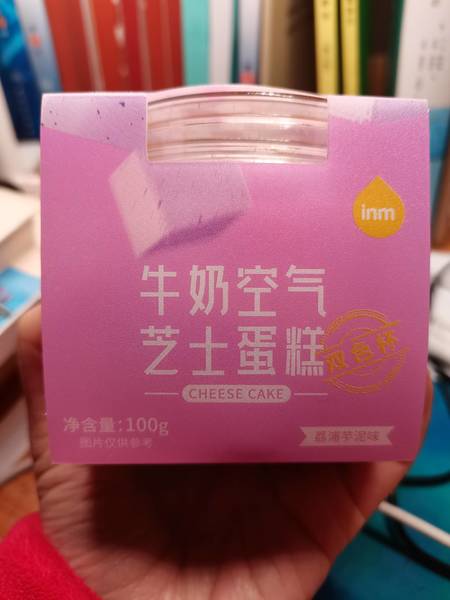 inm
牛奶空气
芝士蛋糕
双色杯
CHEESE CAKE
净含量:100g
图片仅供参考
荔浦芋泥味